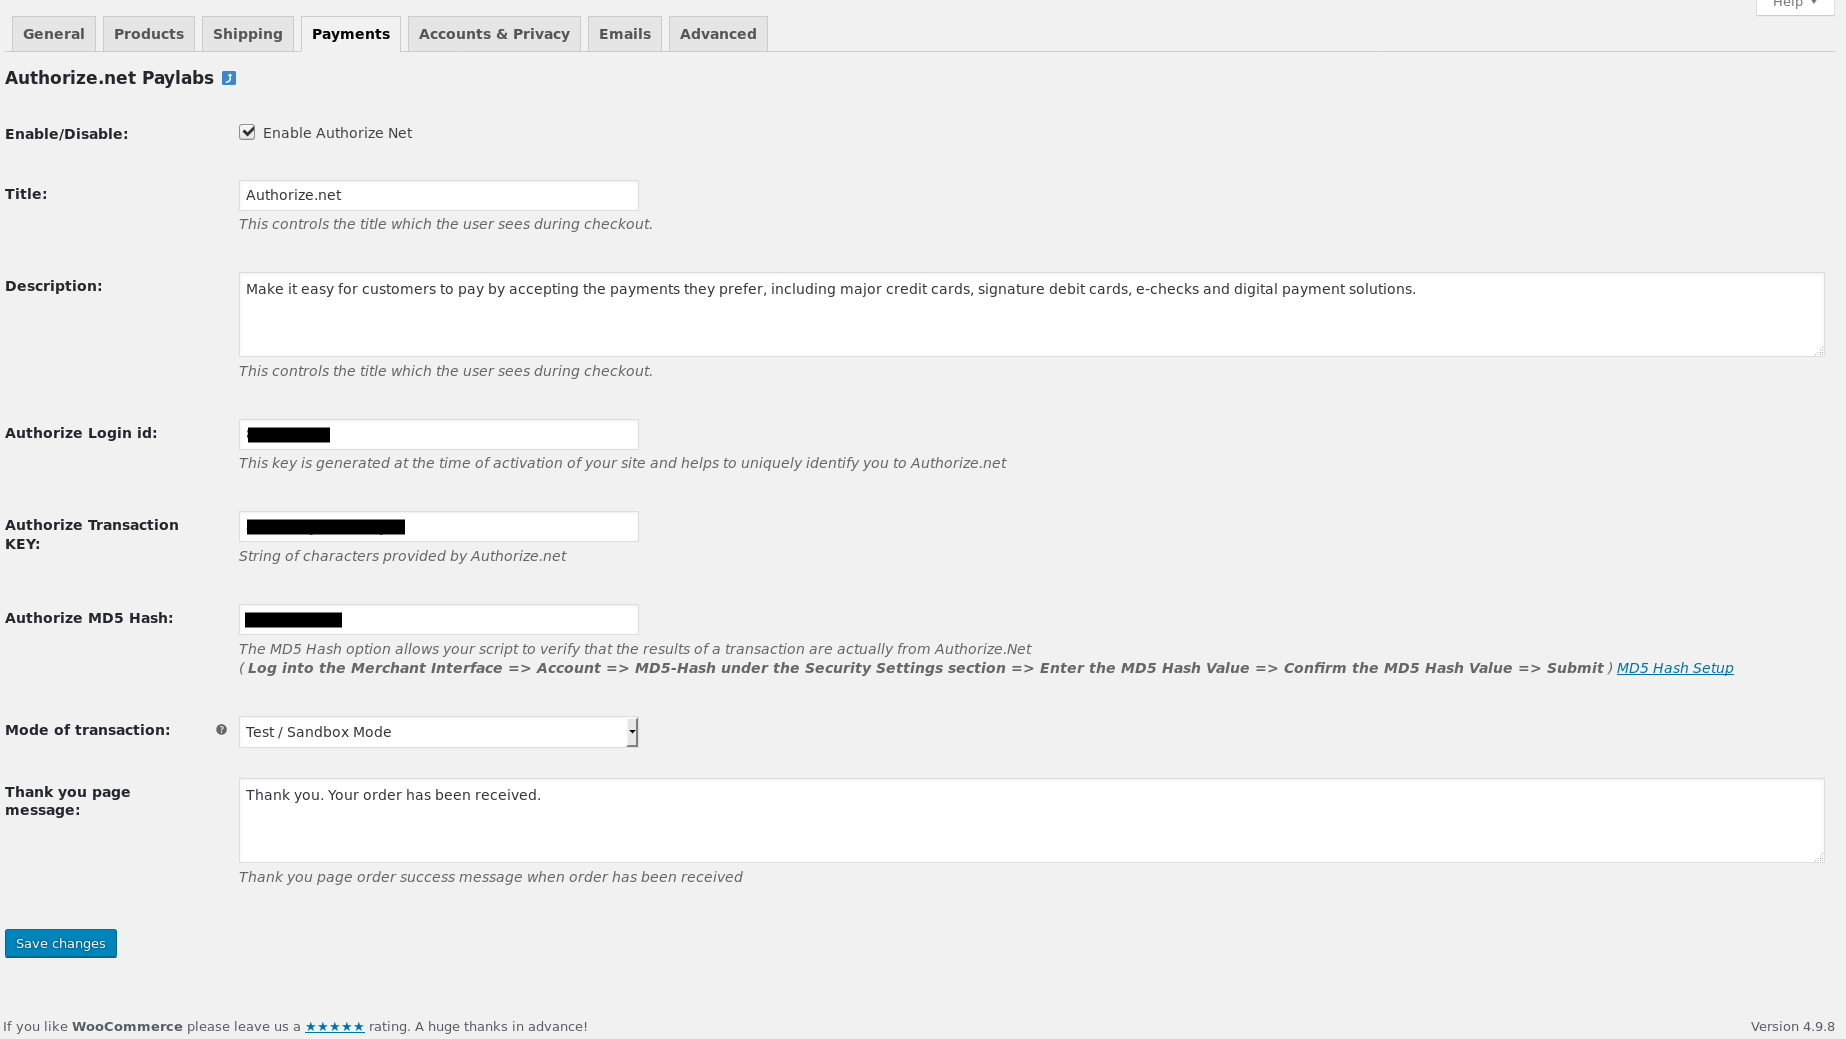 Help ▼
General Products Shipping Payments Accounts & Privacy Emails Advanced
Authorize.net Paylabs
Enable/Disable: Enable Authorize Net
Title: Authorize.net
This controls the title which the user sees during checkout.
Description: Make it easy for customers to pay by accepting the payments they prefer, including major credit cards, signature debit cards, e-checks and digital payment solutions.
This controls the title which the user sees during checkout.
Authorize Login id:
This key is generated at the time of activation of your site and helps to uniquely identify you to Authorize.net
Authorize Transaction
KEY:
String of characters provided by Authorize.net
Authorize MD5 Hash:
The MD5 Hash option allows your script to verify that the results of a transaction are actually from Authorize.Net
( Log into the Merchant Interface => Account => MD5-Hash under the Security Settings section => Enter the MD5 Hash Value => Confirm the MD5 Hash Value => Submit ) MD5 Hash Setup
Mode of transaction: ? Test / Sandbox Mode
Thank you page
message:
Thank you. Your order has been received.
Thank you page order success message when order has been received
Save changes
If you like WooCommerce please leave us a ★★★★★ rating. A huge thanks in advance! Version 4.9.8